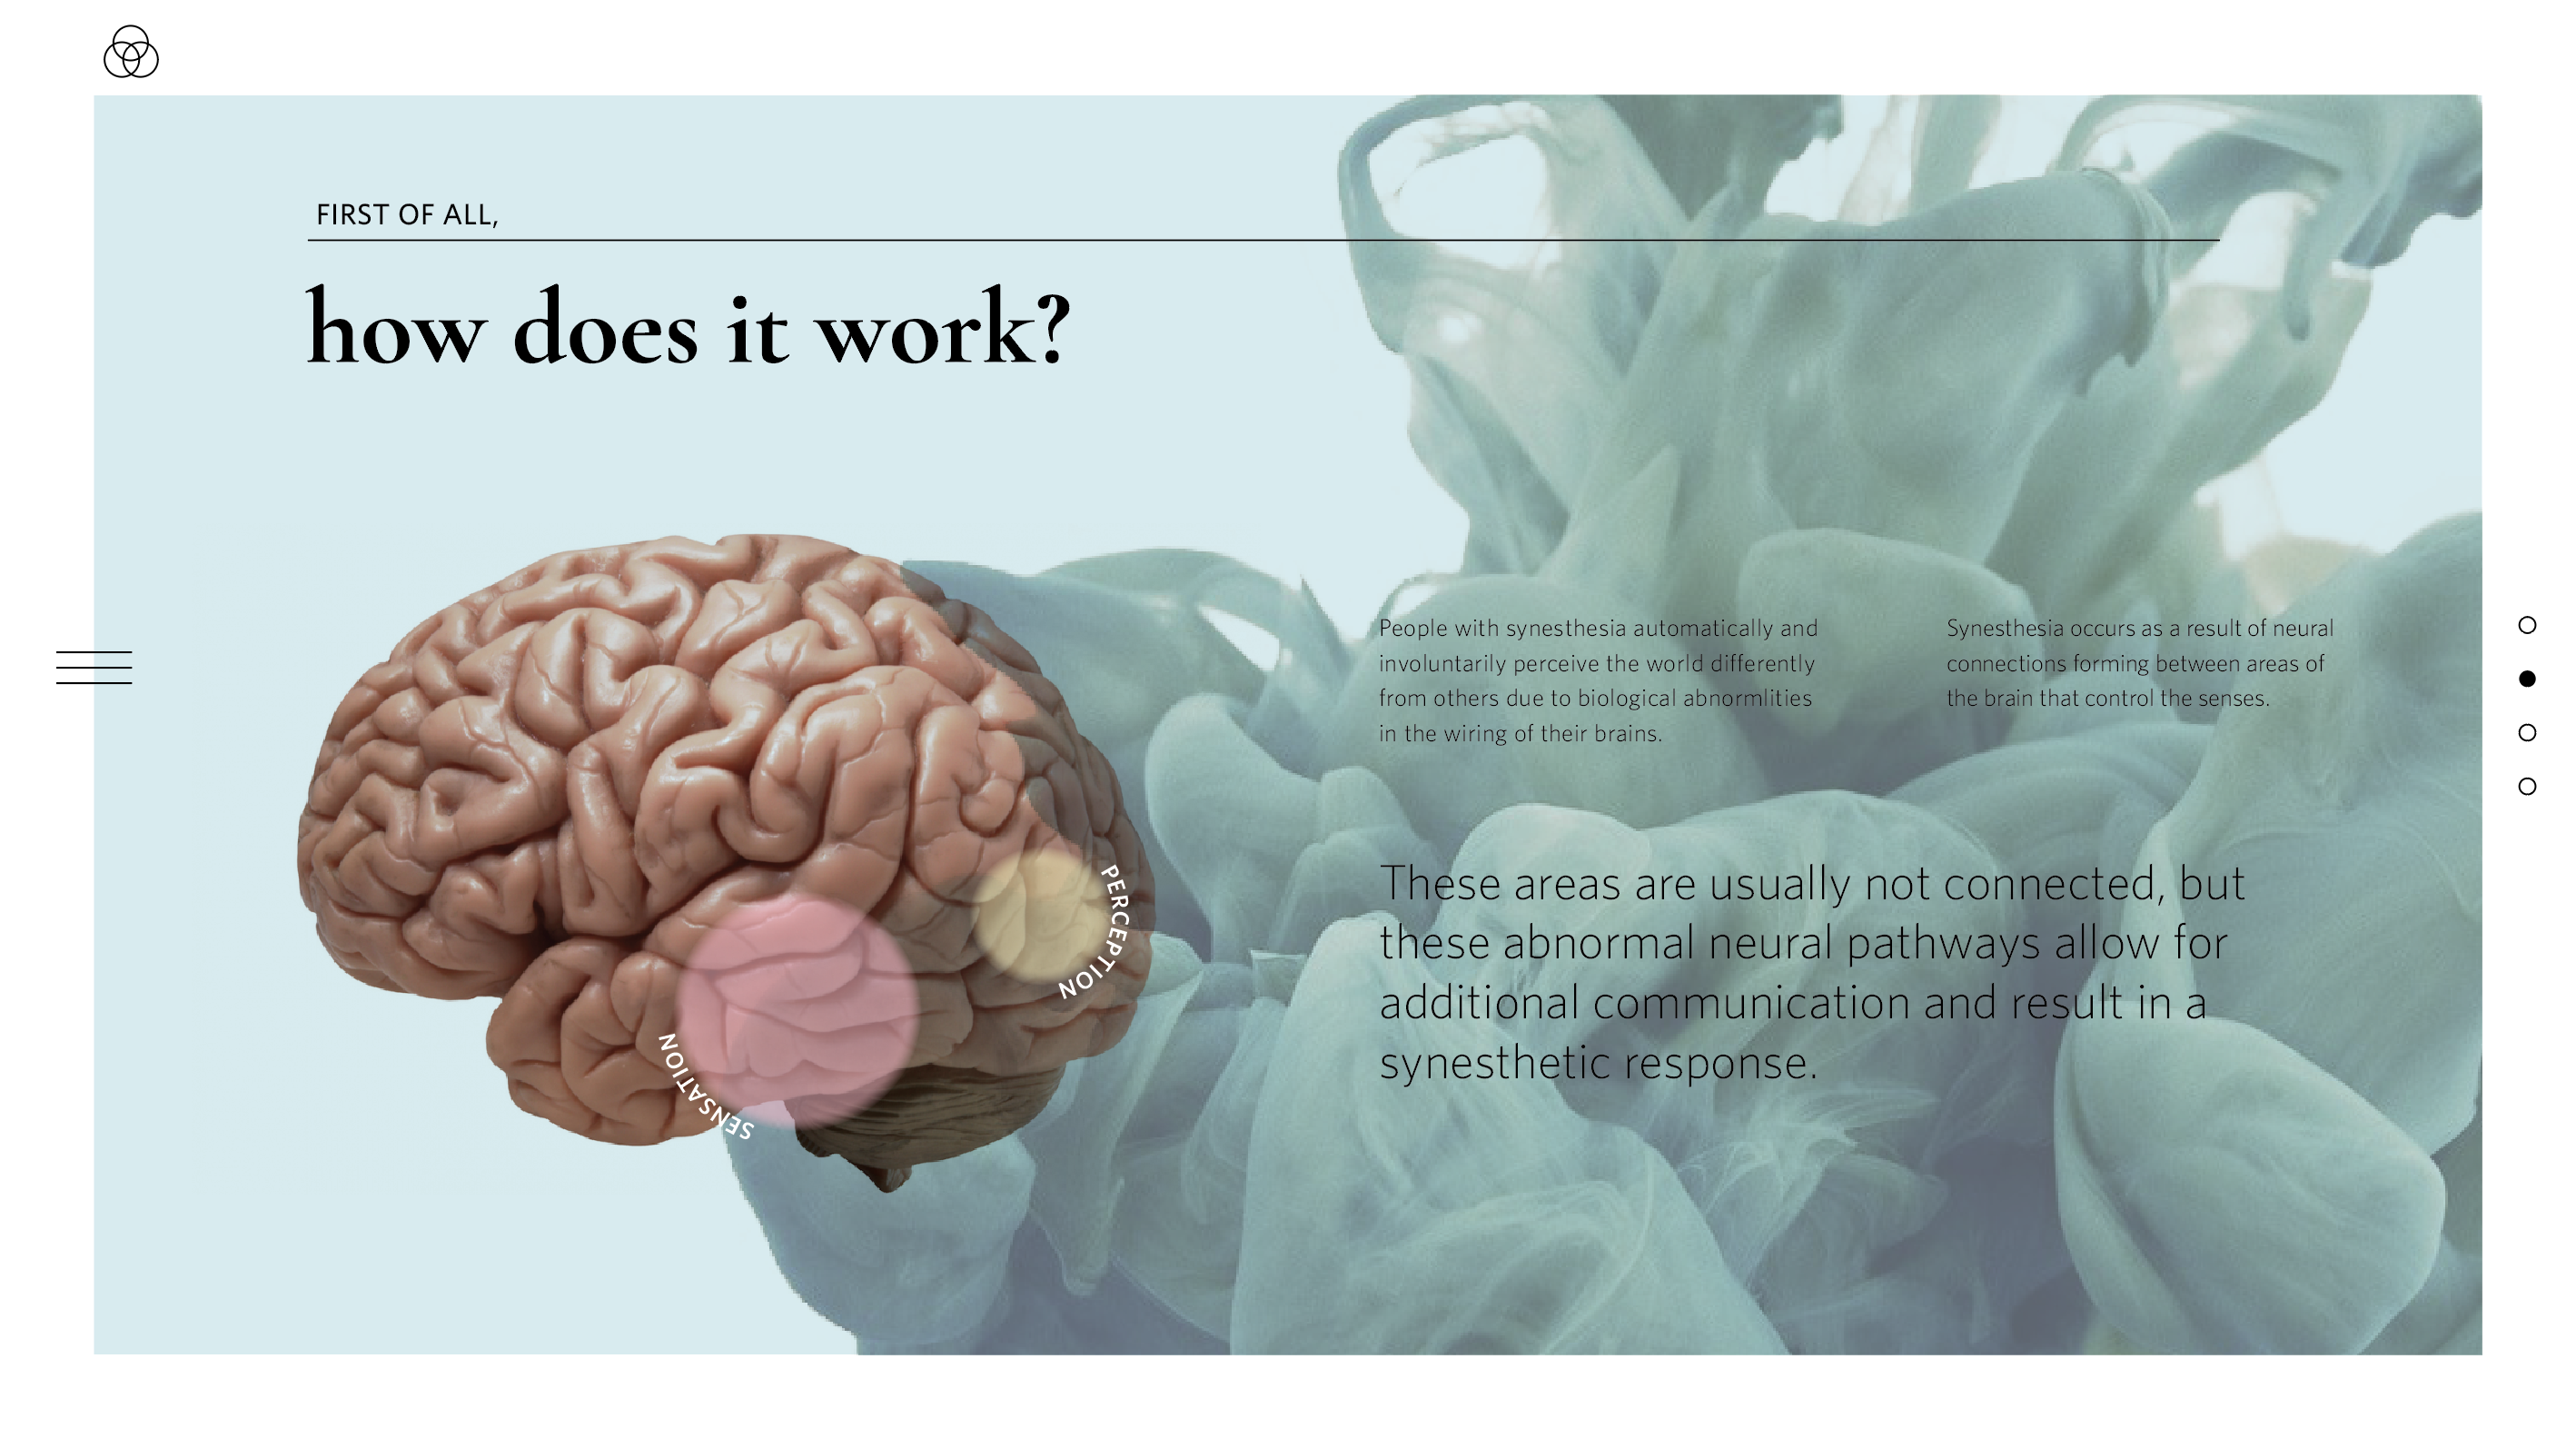 FIRST OF ALL,
how does it work?
People with synesthesia automatically and
involuntarily perceive the world differently
from others due to biological abnormlities
in the wiring of their brains.
Synesthesia occurs as a result of neural
connections forming between areas of
the brain that control the senses.
These areas are usually not connected, but
these abnormal neural pathways allow for
additional communication and result in a
synesthetic response.
PERCEPTION
SENSATION